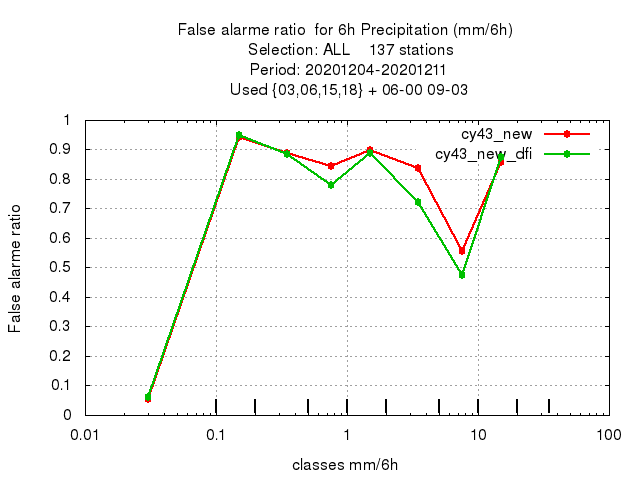 False alarme ratio  for 6h Precipitation (mm/6h)
Selection: ALL    137 stations
Period: 20201204-20201211
Used {03,06,15,18} + 06-00 09-03
cy43_new
cy43_new_dfi
1
0.9
0.8
0.7
0.6
0.5
0.4
0.3
0.2
0.1
0
False alarme ratio
0.01 0.1 1 10 100
classes mm/6h